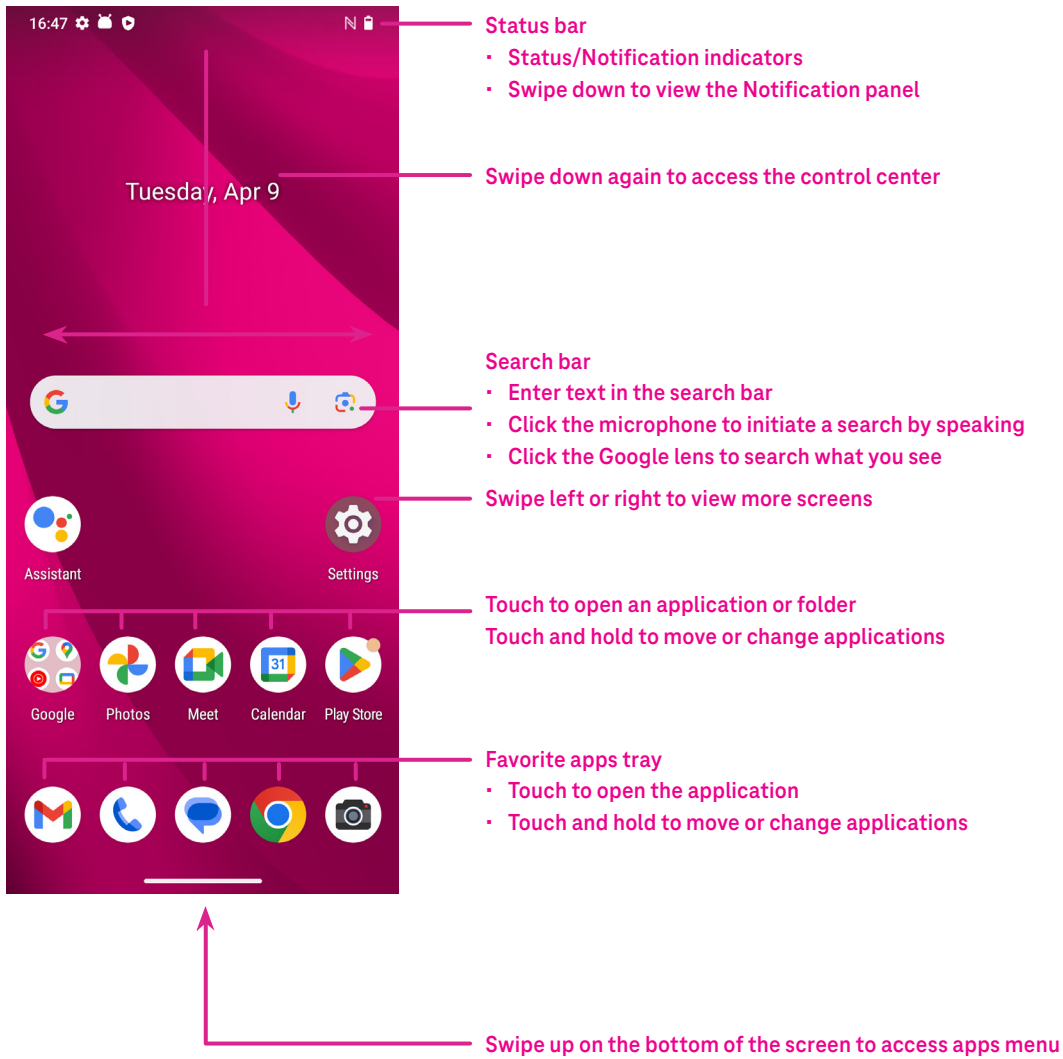 16:47
Status bar
· Status/Notification indicators
· Swipe down to view the Notification panel
Tuesday, Apr 9
Swipe down again to access the control center
Search bar
· Enter text in the search bar
· Click the microphone to initiate a search by speaking
· Click the Google lens to search what you see
Swipe left or right to view more screens
Assistant
Settings
Touch to open an application or folder
Touch and hold to move or change applications
31
Google
Photos
Meet
Calendar
Play Store
Favorite apps tray
· Touch to open the application
· Touch and hold to move or change applications
Swipe up on the bottom of the screen to access apps menu